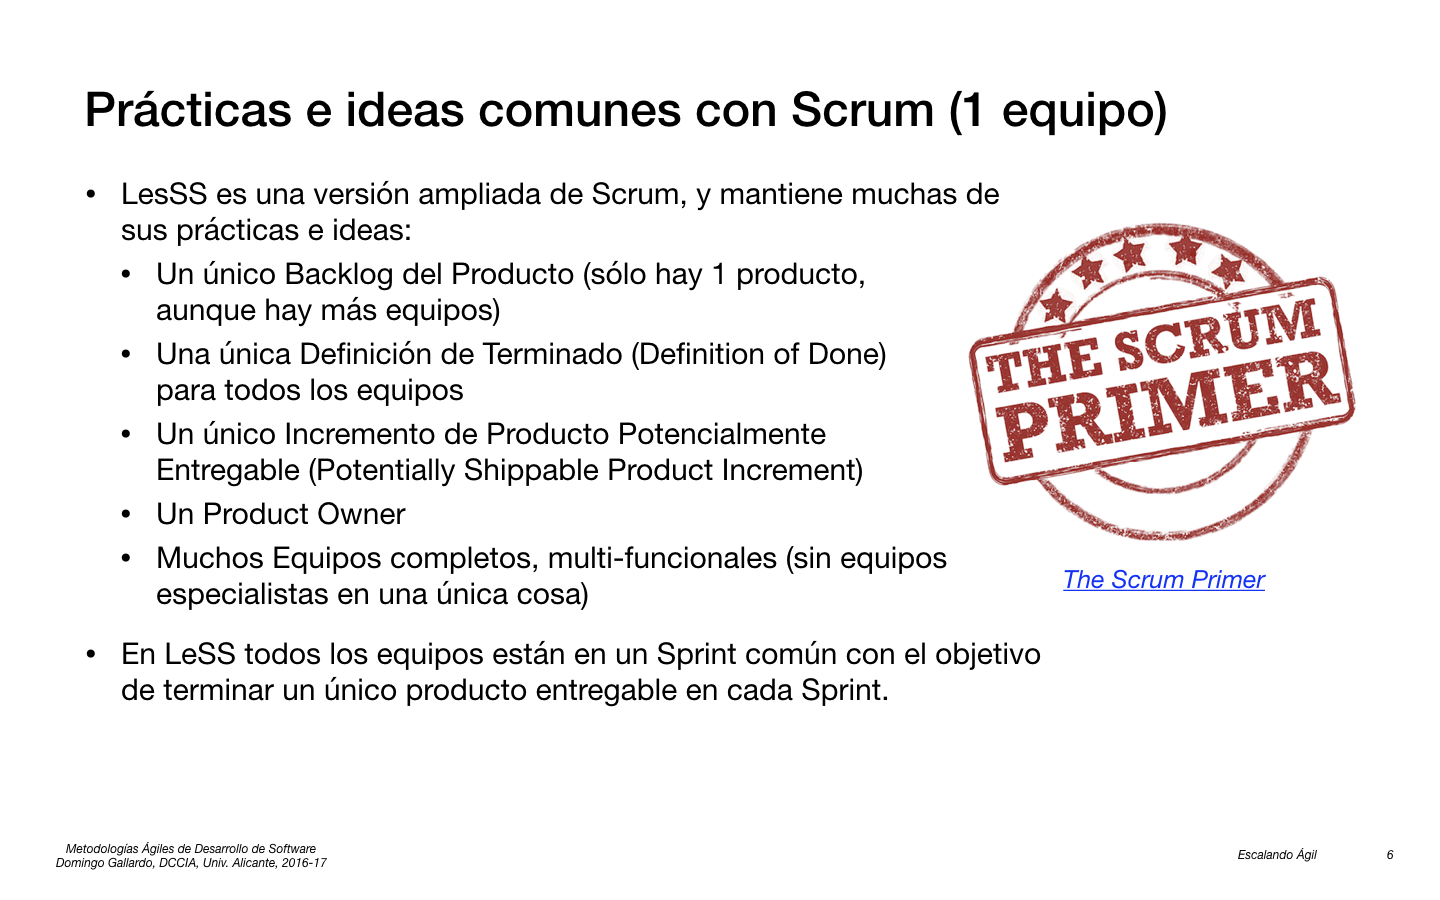 Prácticas e ideas comunes con Scrum (1 equipo)
• LesSS es una versión ampliada de Scrum, y mantiene muchas de
sus prácticas e ideas:
• Un único Backlog del Producto (sólo hay 1 producto,
aunque hay más equipos)
• Una única Definición de Terminado (Definition of Done)
para todos los equipos
• Un único Incremento de Producto Potencialmente
Entregable (Potentially Shippable Product Increment)
• Un Product Owner
• Muchos Equipos completos, multi-funcionales (sin equipos
especialistas en una única cosa)
• En LeSS todos los equipos están en un Sprint común con el objetivo
de terminar un único producto entregable en cada Sprint.
THE SCRUM
PRIMER
The Scrum Primer
Metodologías Ágiles de Desarrollo de Software
Domingo Gallardo, DCCIA, Univ. Alicante, 2016-17
Escalando Ágil
6